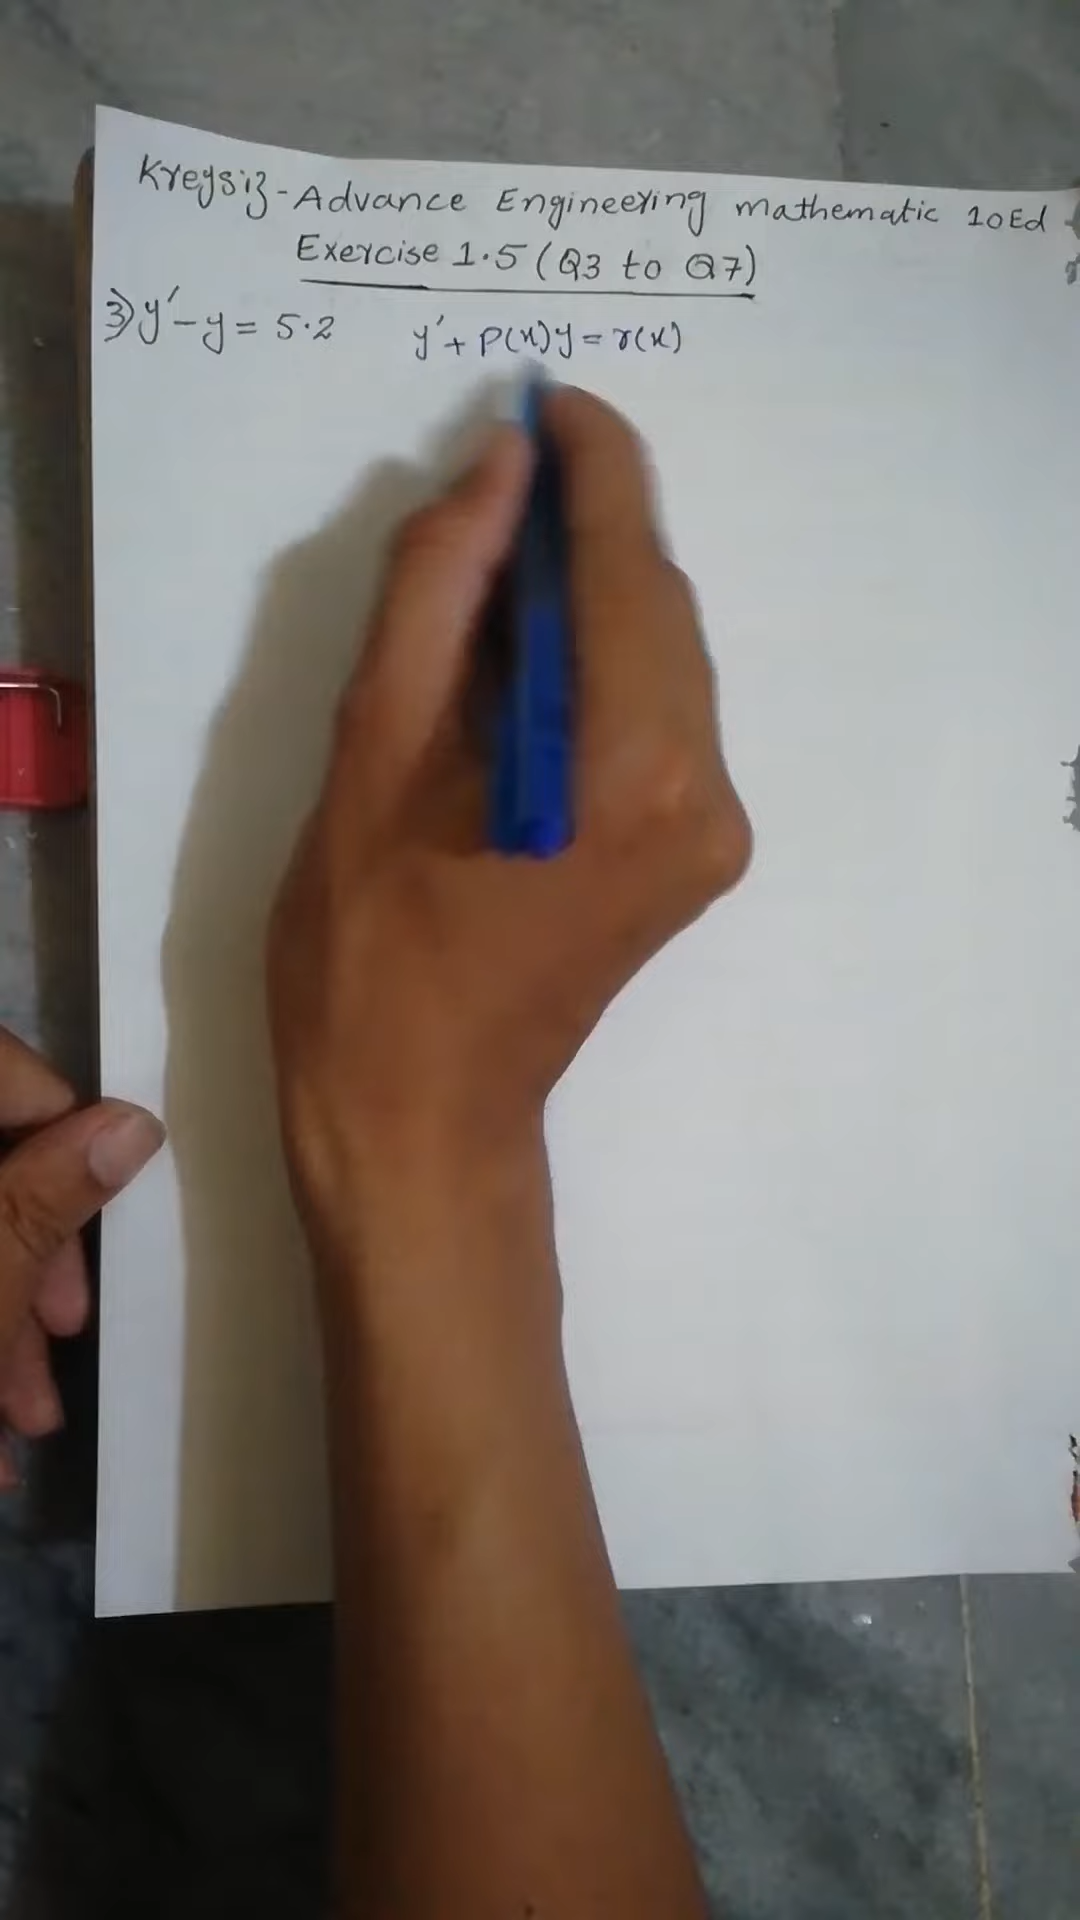 Kreysiz - Advance Engineering mathematic 10Ed
Exercise 1.5 (Q3 to Q7)
3) y' - y = 5.2 y' + P(x)y = r(x)